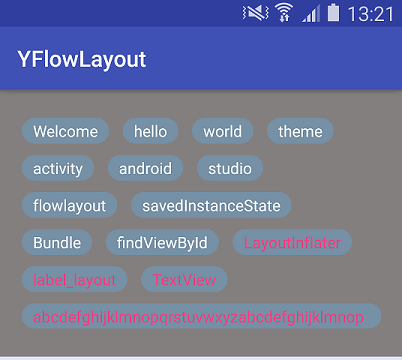 13:21
YFlowLayout
Welcome hello world theme
activity android studio
flowlayout savedInstanceState
Bundle findViewById LayoutInflater
label_layout TextView
abcdefghijklmnopqrstuvwxyzabcdefghijklmnop